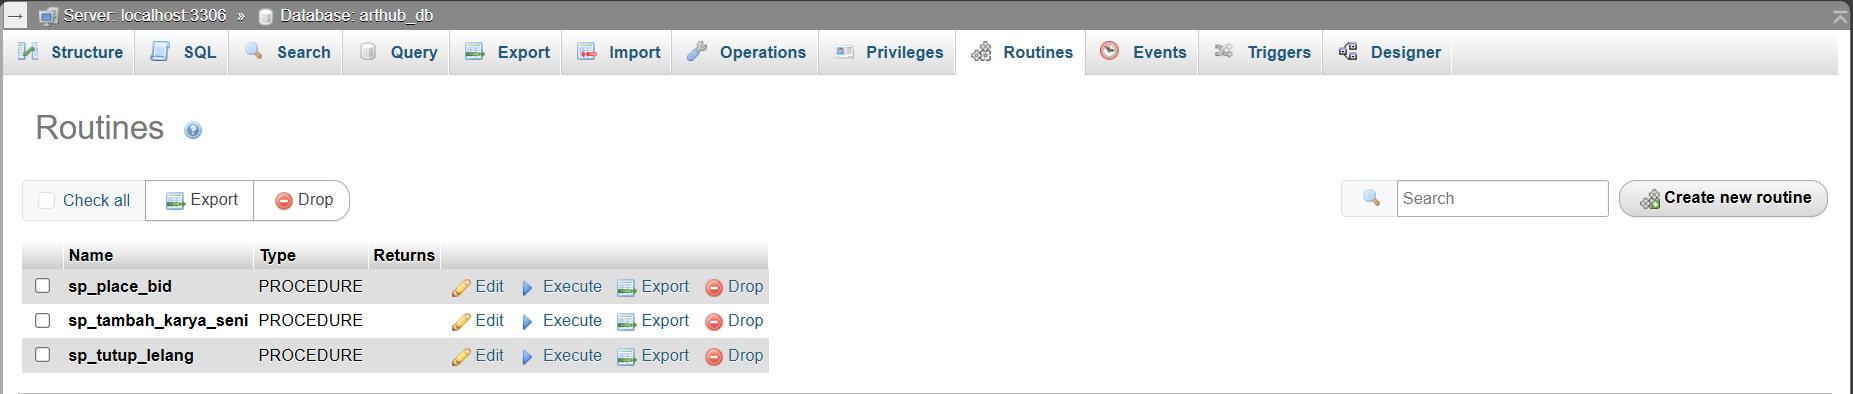 Server: localhost:3306 » Database: arthub_db
Structure SQL Search Query Export Import Operations Privileges Routines Events Triggers Designer
Routines
Check all Export Drop Search Create new routine
Name Type Returns
sp_place_bid PROCEDURE Edit Execute Export Drop
sp_tambah_karya_seni PROCEDURE Edit Execute Export Drop
sp_tutup_lelang PROCEDURE Edit Execute Export Drop